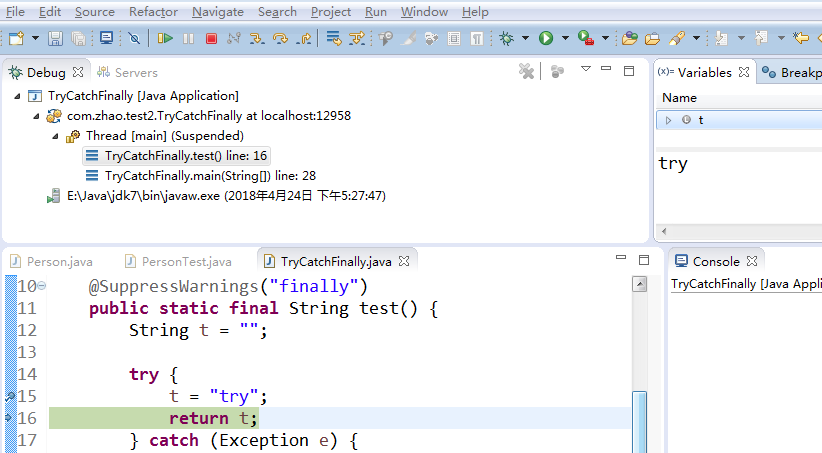 File Edit Source Refactor Navigate Search Project Run Window Help
Debug Servers
TryCatchFinally [Java Application]
com.zhao.test2.TryCatchFinally at localhost:12958
Thread [main] (Suspended)
TryCatchFinally.test() line: 16
TryCatchFinally.main(String[]) line: 28
E:\Java\jdk7\bin\javaw.exe (2018年4月24日 下午5:27:47)
(x)= Variables Breakp
Name
t
try
Person.java PersonTest.java TryCatchFinally.java
10 @SuppressWarnings("finally")
11 public static final String test() {
12 String t = "";
13
14 try {
15 t = "try";
16 return t;
17 } catch (Exception e) {
Console
TryCatchFinally [Java Appli